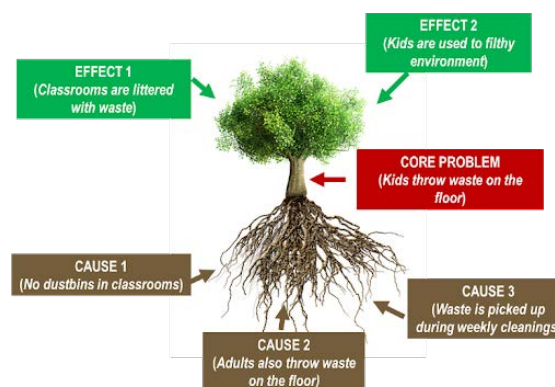 EFFECT 2
(Kids are used to filthy
environment)
EFFECT 1
(Classrooms are littered
with waste)
CORE PROBLEM
(Kids throw waste on the
floor)
CAUSE 1
(No dustbins in classrooms)
CAUSE 3
(Waste is picked up
during weekly cleanings
CAUSE 2
(Adults also throw waste
on the floor)